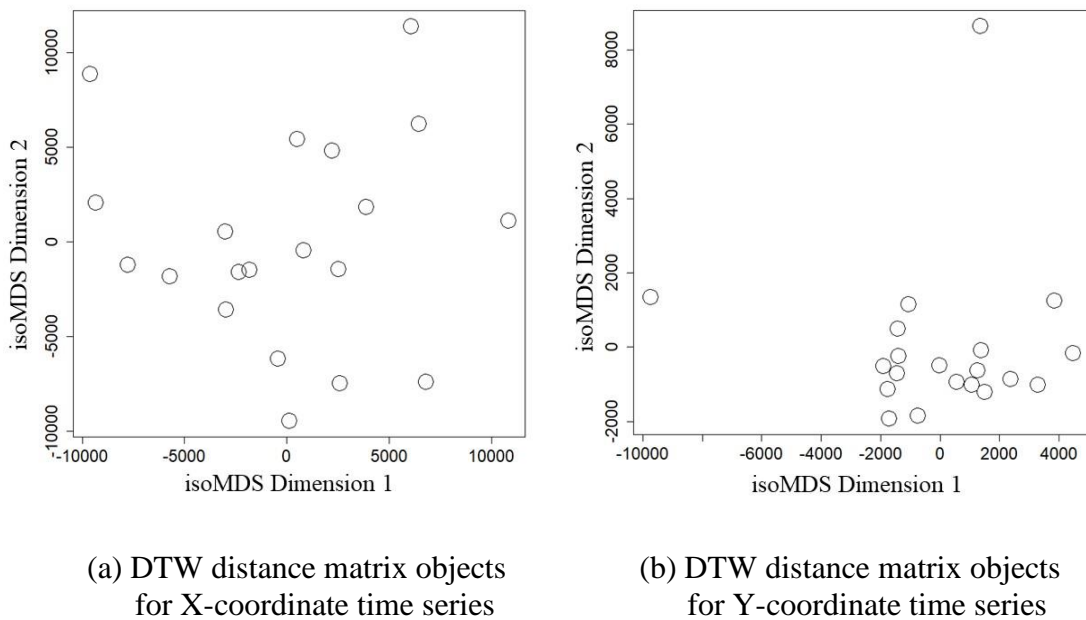 10000
5000
0
-5000
-10000
isoMDS Dimension 2
-10000 -5000 0 5000 10000
isoMDS Dimension 1
(a) DTW distance matrix objects
for X-coordinate time series
8000
6000
4000
2000
0
-2000
isoMDS Dimension 2
-10000 -6000 -4000 -2000 0 2000 4000
isoMDS Dimension 1
(b) DTW distance matrix objects
for Y-coordinate time series